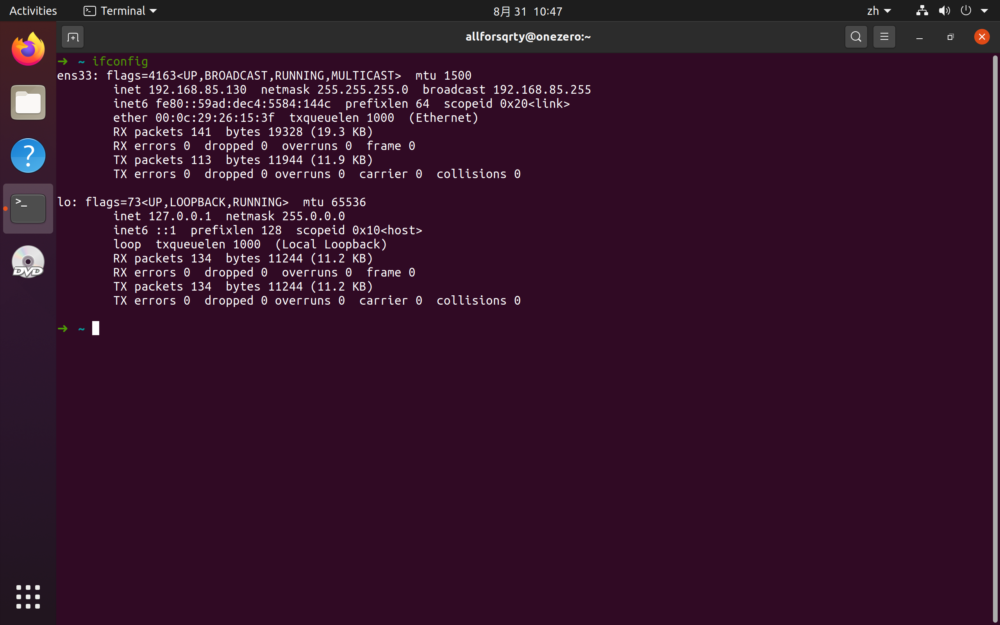 Activities
Terminal
8月 31 10:47
zh
allforsqrty@onezero:~
➜ ~ ifconfig
ens33: flags=4163<UP,BROADCAST,RUNNING,MULTICAST>  mtu 1500
        inet 192.168.85.130  netmask 255.255.255.0  broadcast 192.168.85.255
        inet6 fe80::59ad:dec4:5584:144c  prefixlen 64  scopeid 0x20<link>
        ether 00:0c:29:26:15:3f  txqueuelen 1000  (Ethernet)
        RX packets 141  bytes 19328 (19.3 KB)
        RX errors 0  dropped 0  overruns 0  frame 0
        TX packets 113  bytes 11944 (11.9 KB)
        TX errors 0  dropped 0 overruns 0  carrier 0  collisions 0
lo: flags=73<UP,LOOPBACK,RUNNING>  mtu 65536
        inet 127.0.0.1  netmask 255.0.0.0
        inet6 ::1  prefixlen 128  scopeid 0x10<host>
        loop  txqueuelen 1000  (Local Loopback)
        RX packets 134  bytes 11244 (11.2 KB)
        RX errors 0  dropped 0  overruns 0  frame 0
        TX packets 134  bytes 11244 (11.2 KB)
        TX errors 0  dropped 0 overruns 0  carrier 0  collisions 0
➜ ~
DVD